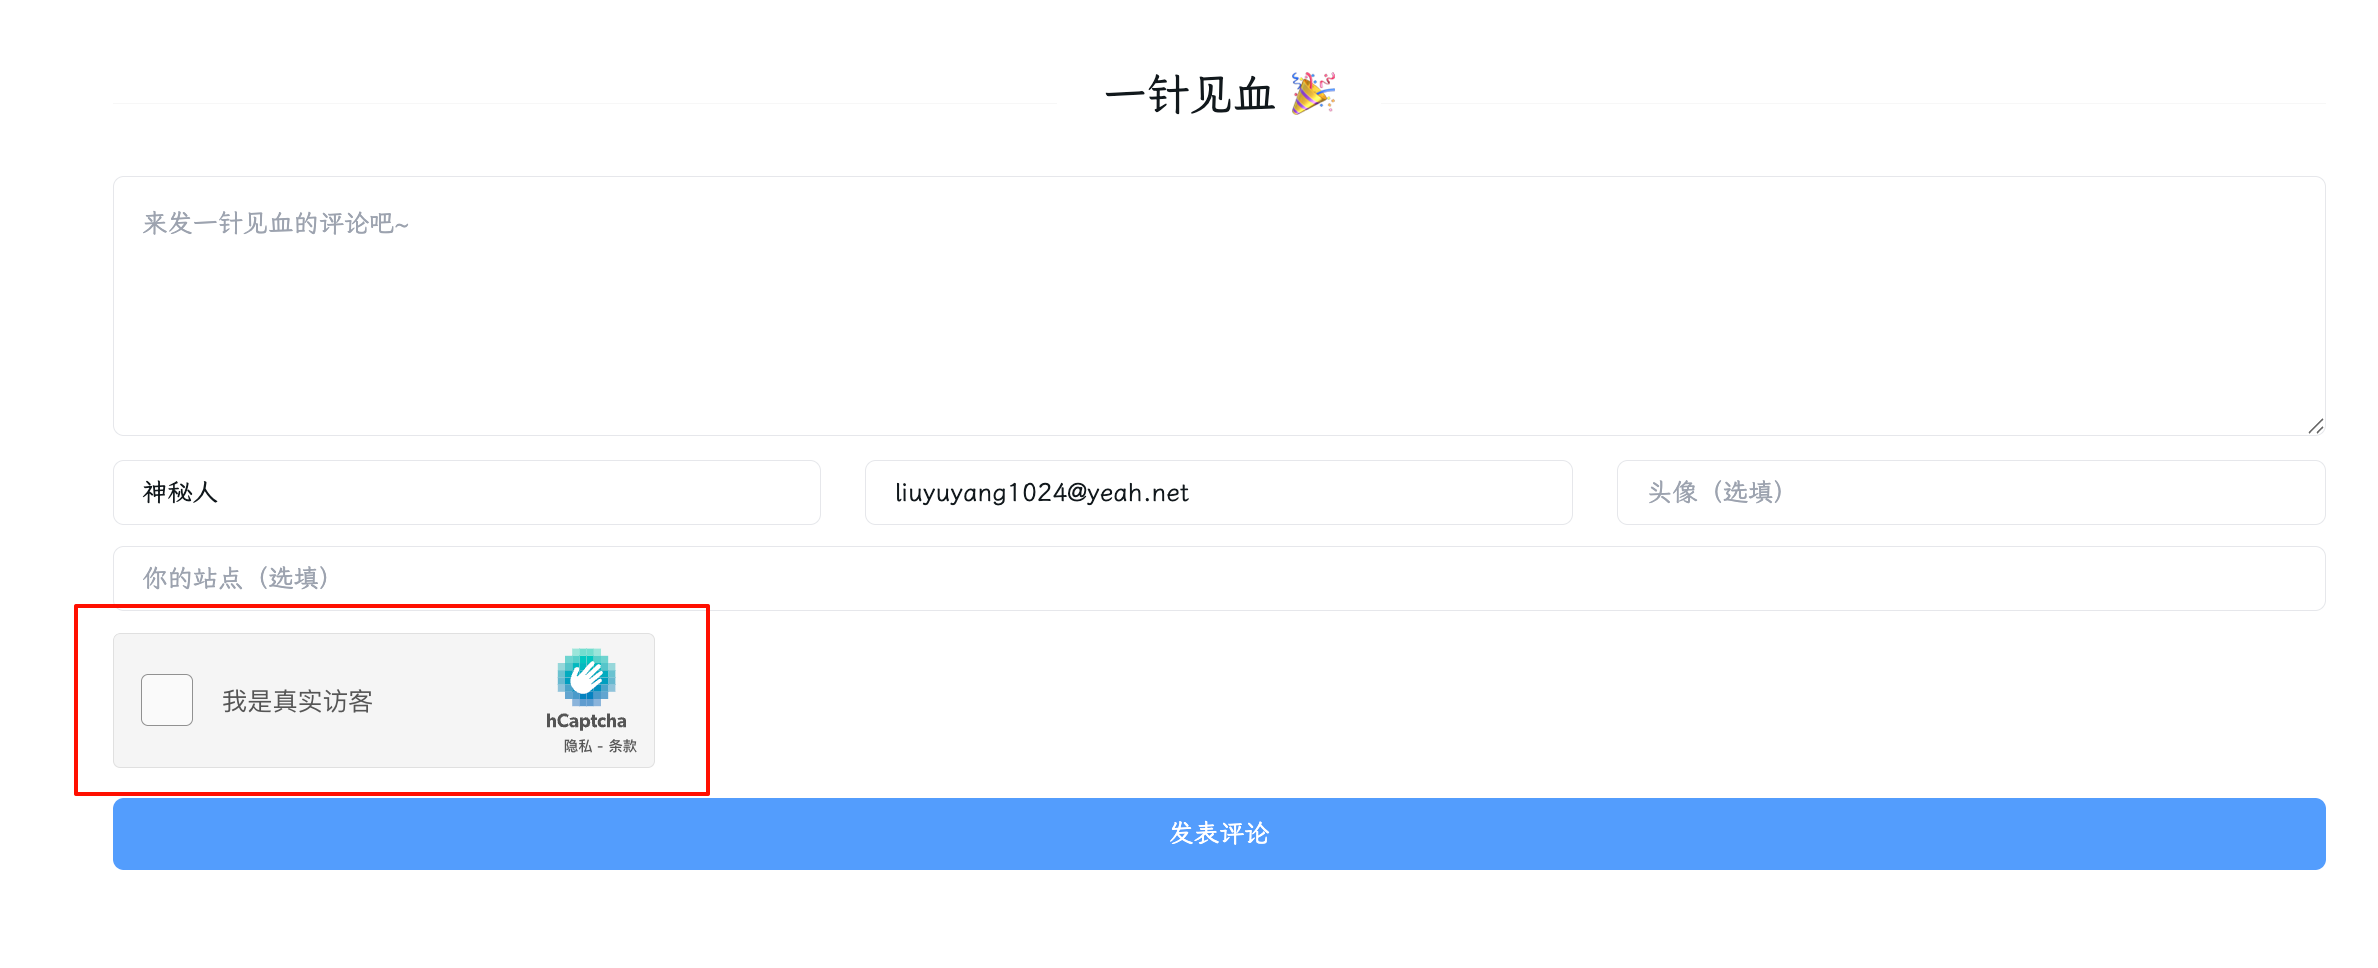 一针见血 🎉
来发一针见血的评论吧~
神秘人
liuyuyang1024@yeah.net
头像（选填）
你的站点（选填）
我是真实访客
hCaptcha
隐私 - 条款
发表评论